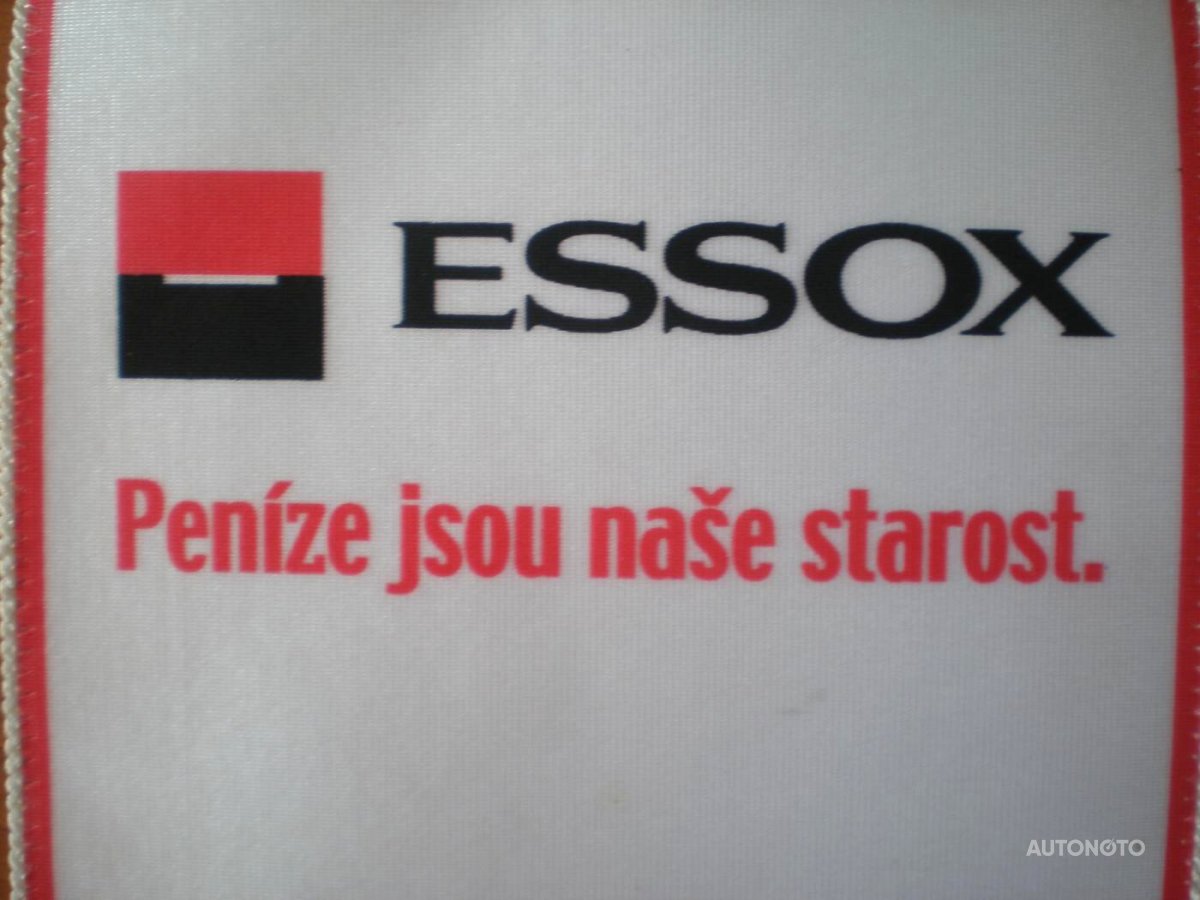 ESSOX
Peníze jsou naše starost.
AUTONOTO